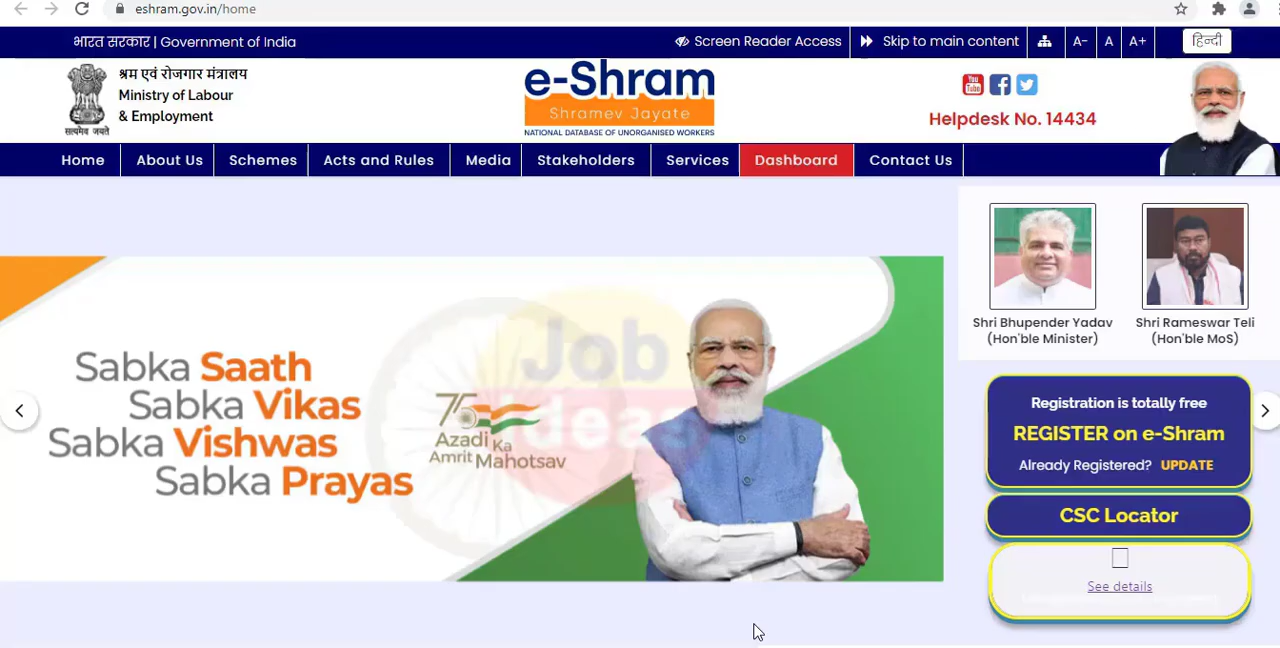 eshram.gov.in/home
भारत सरकार | Government of India
Screen Reader Access
Skip to main content
A-
A
A+
हिन्दी
श्रम एवं रोजगार मंत्रालय
Ministry of Labour
& Employment
सत्यमेव जयते
e-Shram
Shramev Jayate
NATIONAL DATABASE OF UNORGANISED WORKERS
You Tube
Helpdesk No. 14434
Home
About Us
Schemes
Acts and Rules
Media
Stakeholders
Services
Dashboard
Contact Us
Shri Bhupender Yadav
(Hon'ble Minister)
Shri Rameswar Teli
(Hon'ble MoS)
Sabka Saath
Sabka Vikas
Sabka Vishwas
Sabka Prayas
75
Azadi Ka
Amrit Mahotsav
Job
Ideas
Registration is totally free
REGISTER on e-Shram
Already Registered? UPDATE
CSC Locator
See details